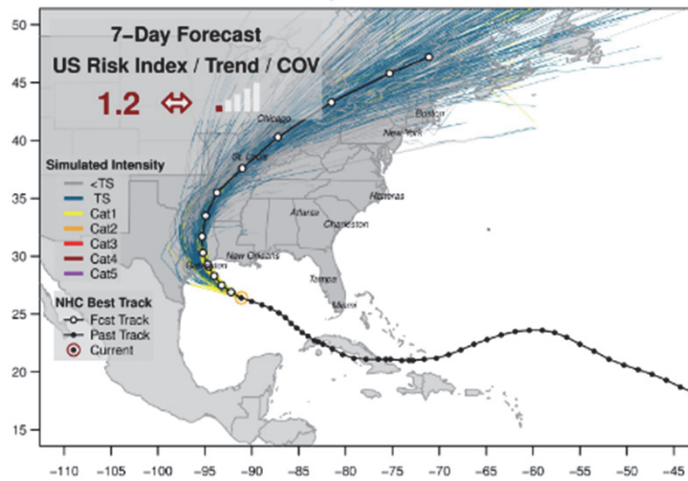 7-Day Forecast
US Risk Index / Trend / COV
1.2
Simulated Intensity
<TS
TS
Cat1
Cat2
Cat3
Cat4
Cat5
NHC Best Track
Fcst Track
Past Track
Current
Chicago
Boston
New York
St. Louis
Hatteras
Atlanta
Charleston
New Orleans
Galveston
Tampa
Miami
50
45
40
35
30
25
20
15
−110 −105 −100 −95 −90 −85 −80 −75 −70 −65 −60 −55 −50 −45